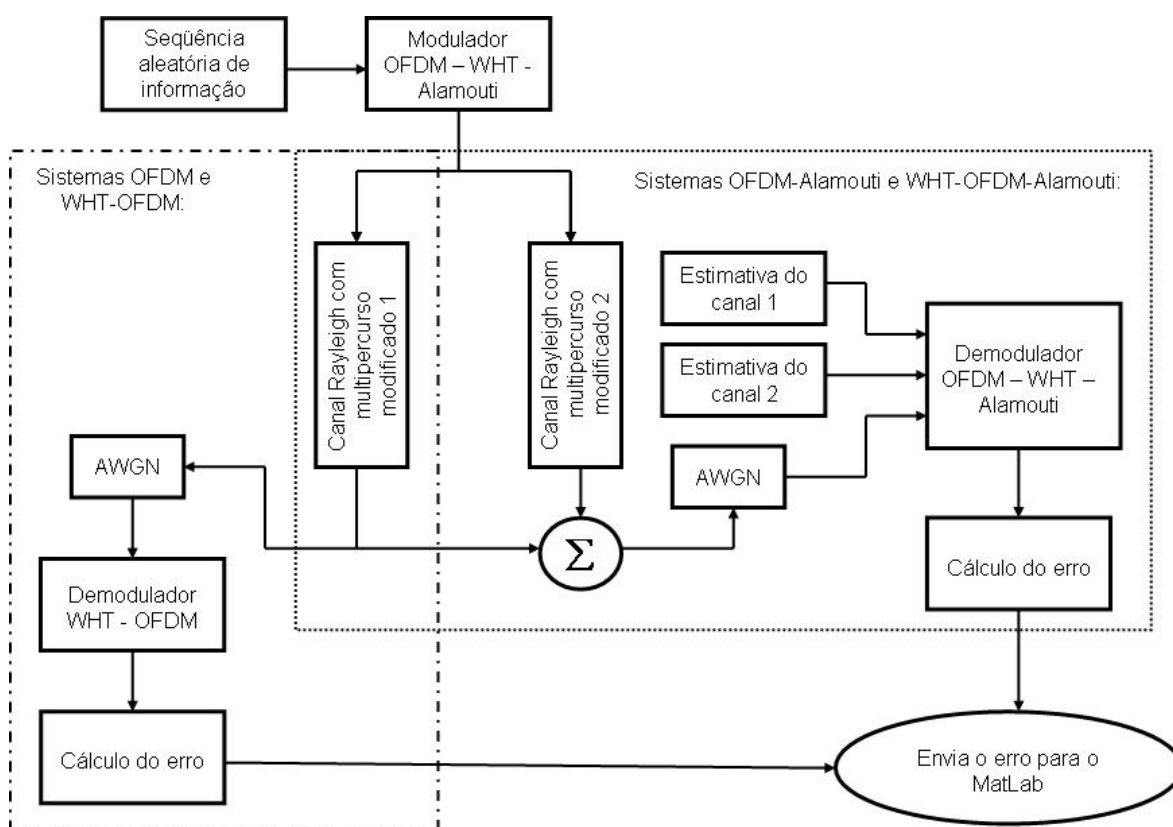 Seqüência
aleatória de
informação
Modulador
OFDM – WHT -
Alamouti
Sistemas OFDM e
WHT-OFDM:
Sistemas OFDM-Alamouti e WHT-OFDM-Alamouti:
Canal Rayleigh com
multipercurso
modificado 1
Canal Rayleigh com
multipercurso
modificado 2
Estimativa do
canal 1
Estimativa do
canal 2
Demodulador
OFDM – WHT –
Alamouti
AWGN
AWGN
Σ
Demodulador
WHT - OFDM
Cálculo do erro
Cálculo do erro
Envia o erro para o
MatLab